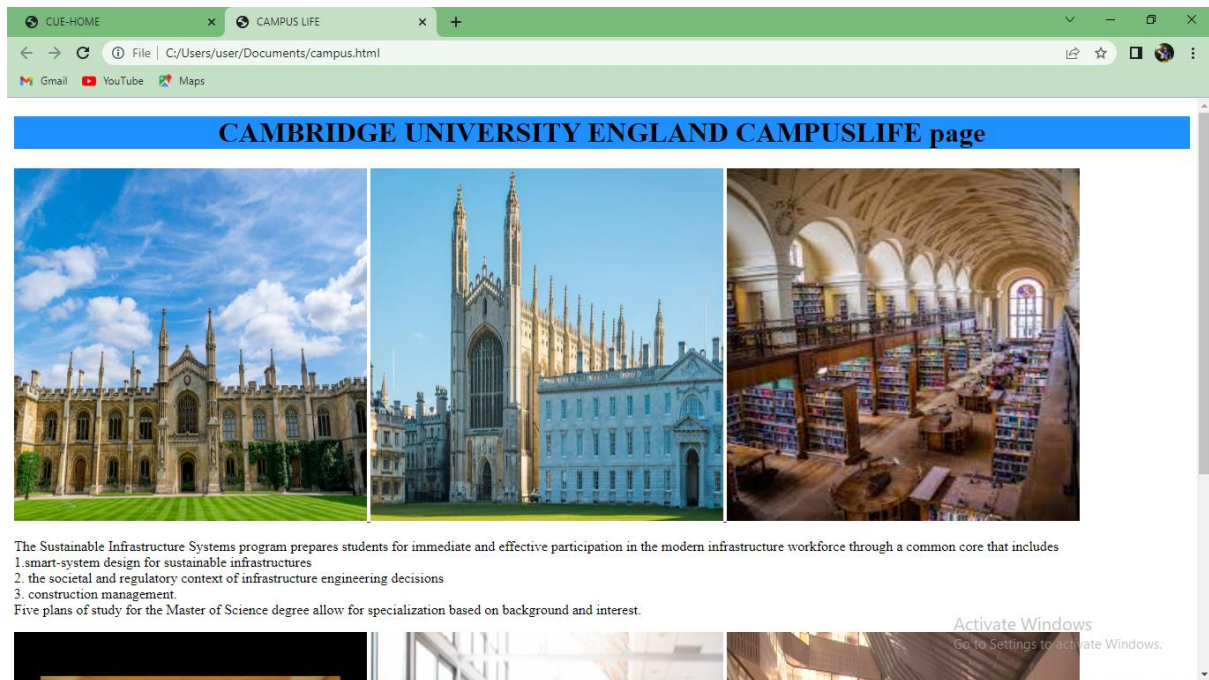 CUE-HOME
CAMPUS LIFE
File | C:/Users/user/Documents/campus.html
Gmail YouTube Maps
CAMBRIDGE UNIVERSITY ENGLAND CAMPUSLIFE page
The Sustainable Infrastructure Systems program prepares students for immediate and effective participation in the modern infrastructure workforce through a common core that includes
1.smart-system design for sustainable infrastructures
2. the societal and regulatory context of infrastructure engineering decisions
3. construction management.
Five plans of study for the Master of Science degree allow for specialization based on background and interest.
Activate Windows
Go to Settings to activate Windows.